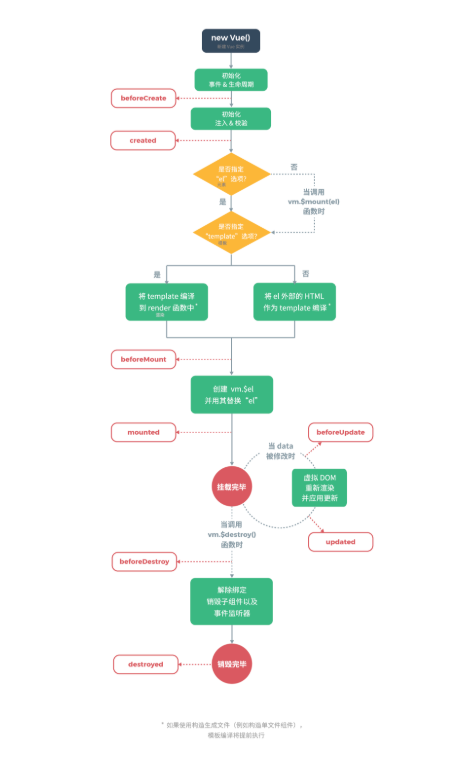 new Vue()
初始化
事件 & 生命周期
beforeCreate
初始化
注入 & 校验
created
是否指定
“el” 选项?
否
当调用
vm.$mount(el)
函数时
是
是否指定
“template” 选项?
是
否
将 template 编译
到 render 函数中*
将 el 外部的 HTML
作为 template 编译*
beforeMount
创建 vm.$el
并用其替换 “el”
mounted
当 data
被修改时
beforeUpdate
挂载完毕
虚拟 DOM
重新渲染
并应用更新
updated
当调用
vm.$destroy()
函数时
beforeDestroy
解除绑定
销毁子组件以及
事件监听器
destroyed
销毁完毕
* 如果使用构造生成文件（例如构造单文件组件），
模板编译将提前执行